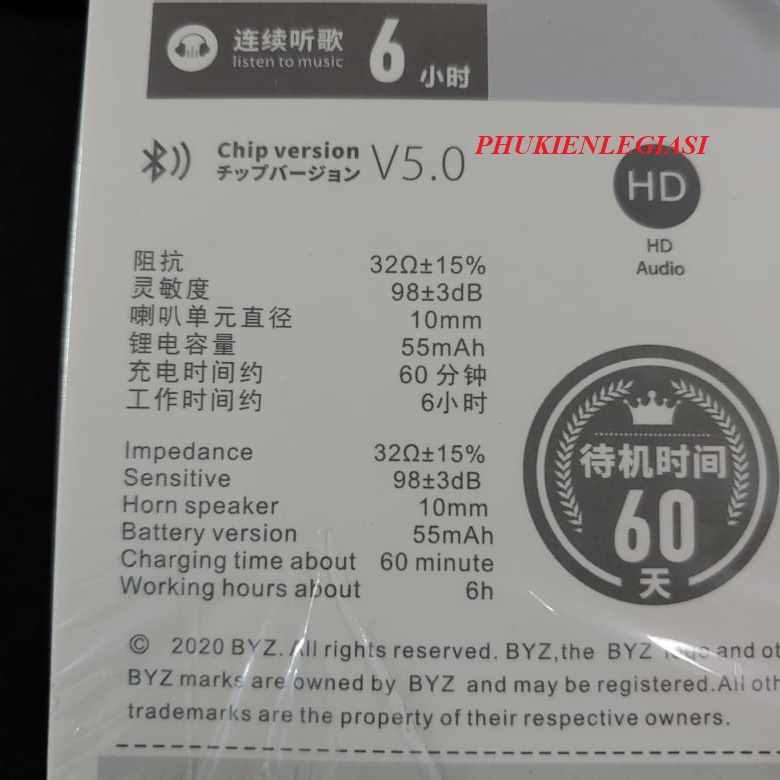 连续听歌 6 小时
listen to music
PHUKIENLEGIASI
Chip version V5.0
チップバージョン
HD
HD
Audio
阻抗 32Ω±15%
灵敏度 98±3dB
喇叭单元直径 10mm
锂电容量 55mAh
充电时间约 60 分钟
工作时间约 6小时
待机时间
60
天
Impedance 32Ω±15%
Sensitive 98±3dB
Horn speaker 10mm
Battery version 55mAh
Charging time about 60 minute
Working hours about 6h
© 2020 BYZ. All rights reserved. BYZ,the BYZ logo and ot
BYZ marks are owned by BYZ and may be registered.All oth
trademarks are the property of their respective owners.